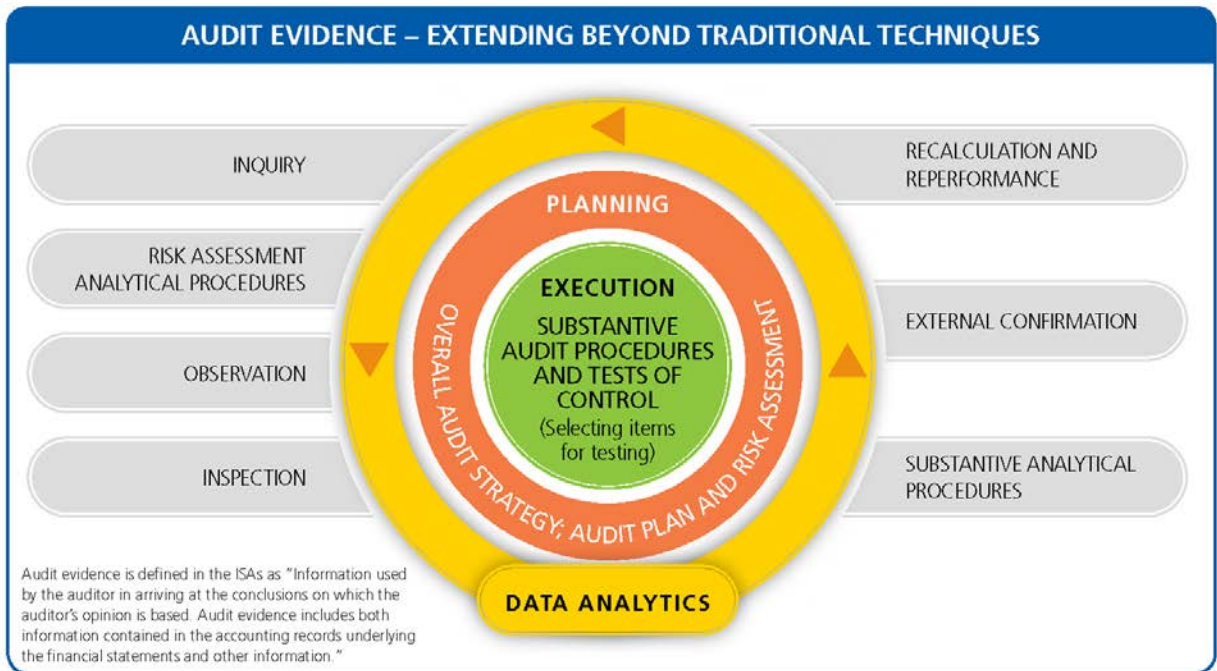 AUDIT EVIDENCE – EXTENDING BEYOND TRADITIONAL TECHNIQUES
INQUIRY
RISK ASSESSMENT
ANALYTICAL PROCEDURES
OBSERVATION
INSPECTION
PLANNING
OVERALL AUDIT STRATEGY; AUDIT PLAN AND RISK ASSESSMENT
EXECUTION
SUBSTANTIVE
AUDIT PROCEDURES
AND TESTS OF
CONTROL
(Selecting items
for testing)
DATA ANALYTICS
RECALCULATION AND
REPERFORMANCE
EXTERNAL CONFIRMATION
SUBSTANTIVE ANALYTICAL
PROCEDURES
Audit evidence is defined in the ISAs as “Information used
by the auditor in arriving at the conclusions on which the
auditor’s opinion is based. Audit evidence includes both
information contained in the accounting records underlying
the financial statements and other information.”